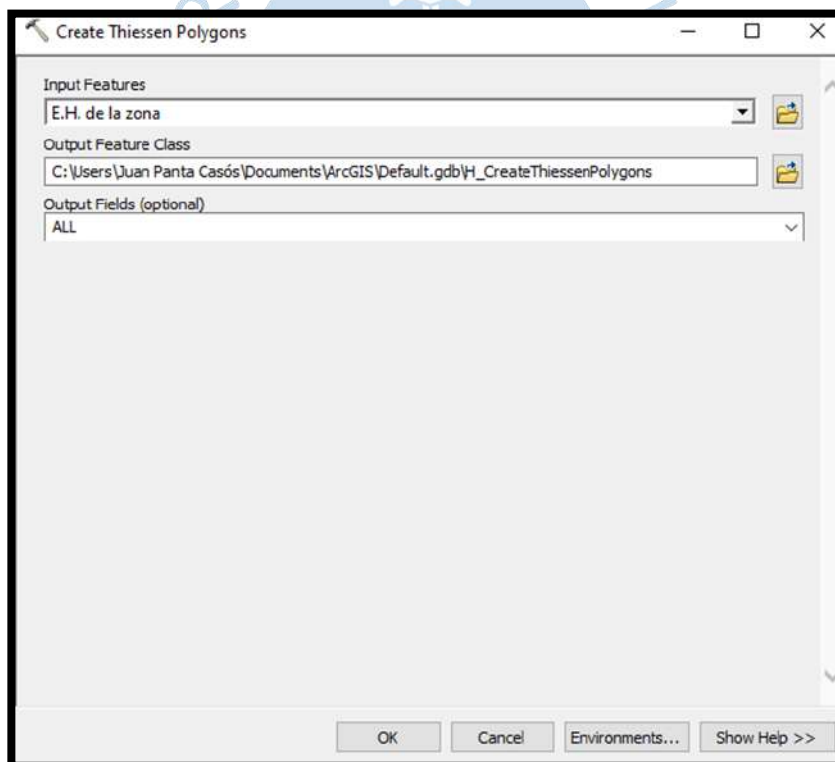 Create Thiessen Polygons
Input Features
E.H. de la zona
Output Feature Class
C:\Users\Juan Panta Casós\Documents\ArcGIS\Default.gdb\H_CreateThiessenPolygons
Output Fields (optional)
ALL
OK Cancel Environments... Show Help >>